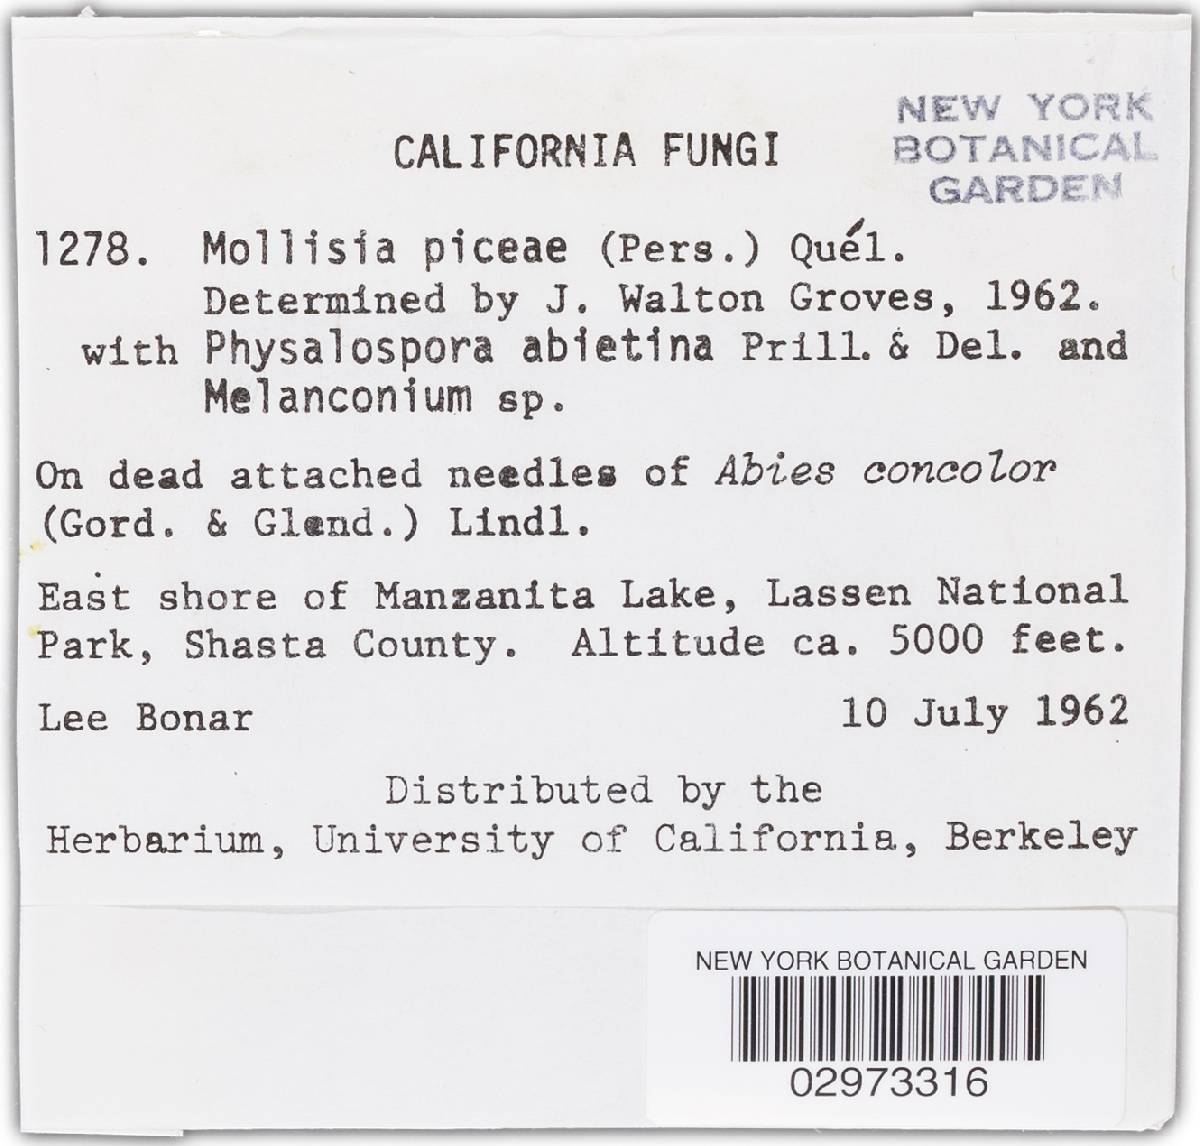 CALIFORNIA FUNGI
NEW YORK
BOTANICAL
GARDEN
1278. Mollisia piceae (Pers.) Quél.
Determined by J. Walton Groves, 1962.
with Physalospora abietina Prill. & Del. and
Melanconium sp.
On dead attached needles of Abies concolor
(Gord. & Glend.) Lindl.
East shore of Manzanita Lake, Lassen National
Park, Shasta County. Altitude ca. 5000 feet.
Lee Bonar 10 July 1962
Distributed by the
Herbarium, University of California, Berkeley
NEW YORK BOTANICAL GARDEN
02973316